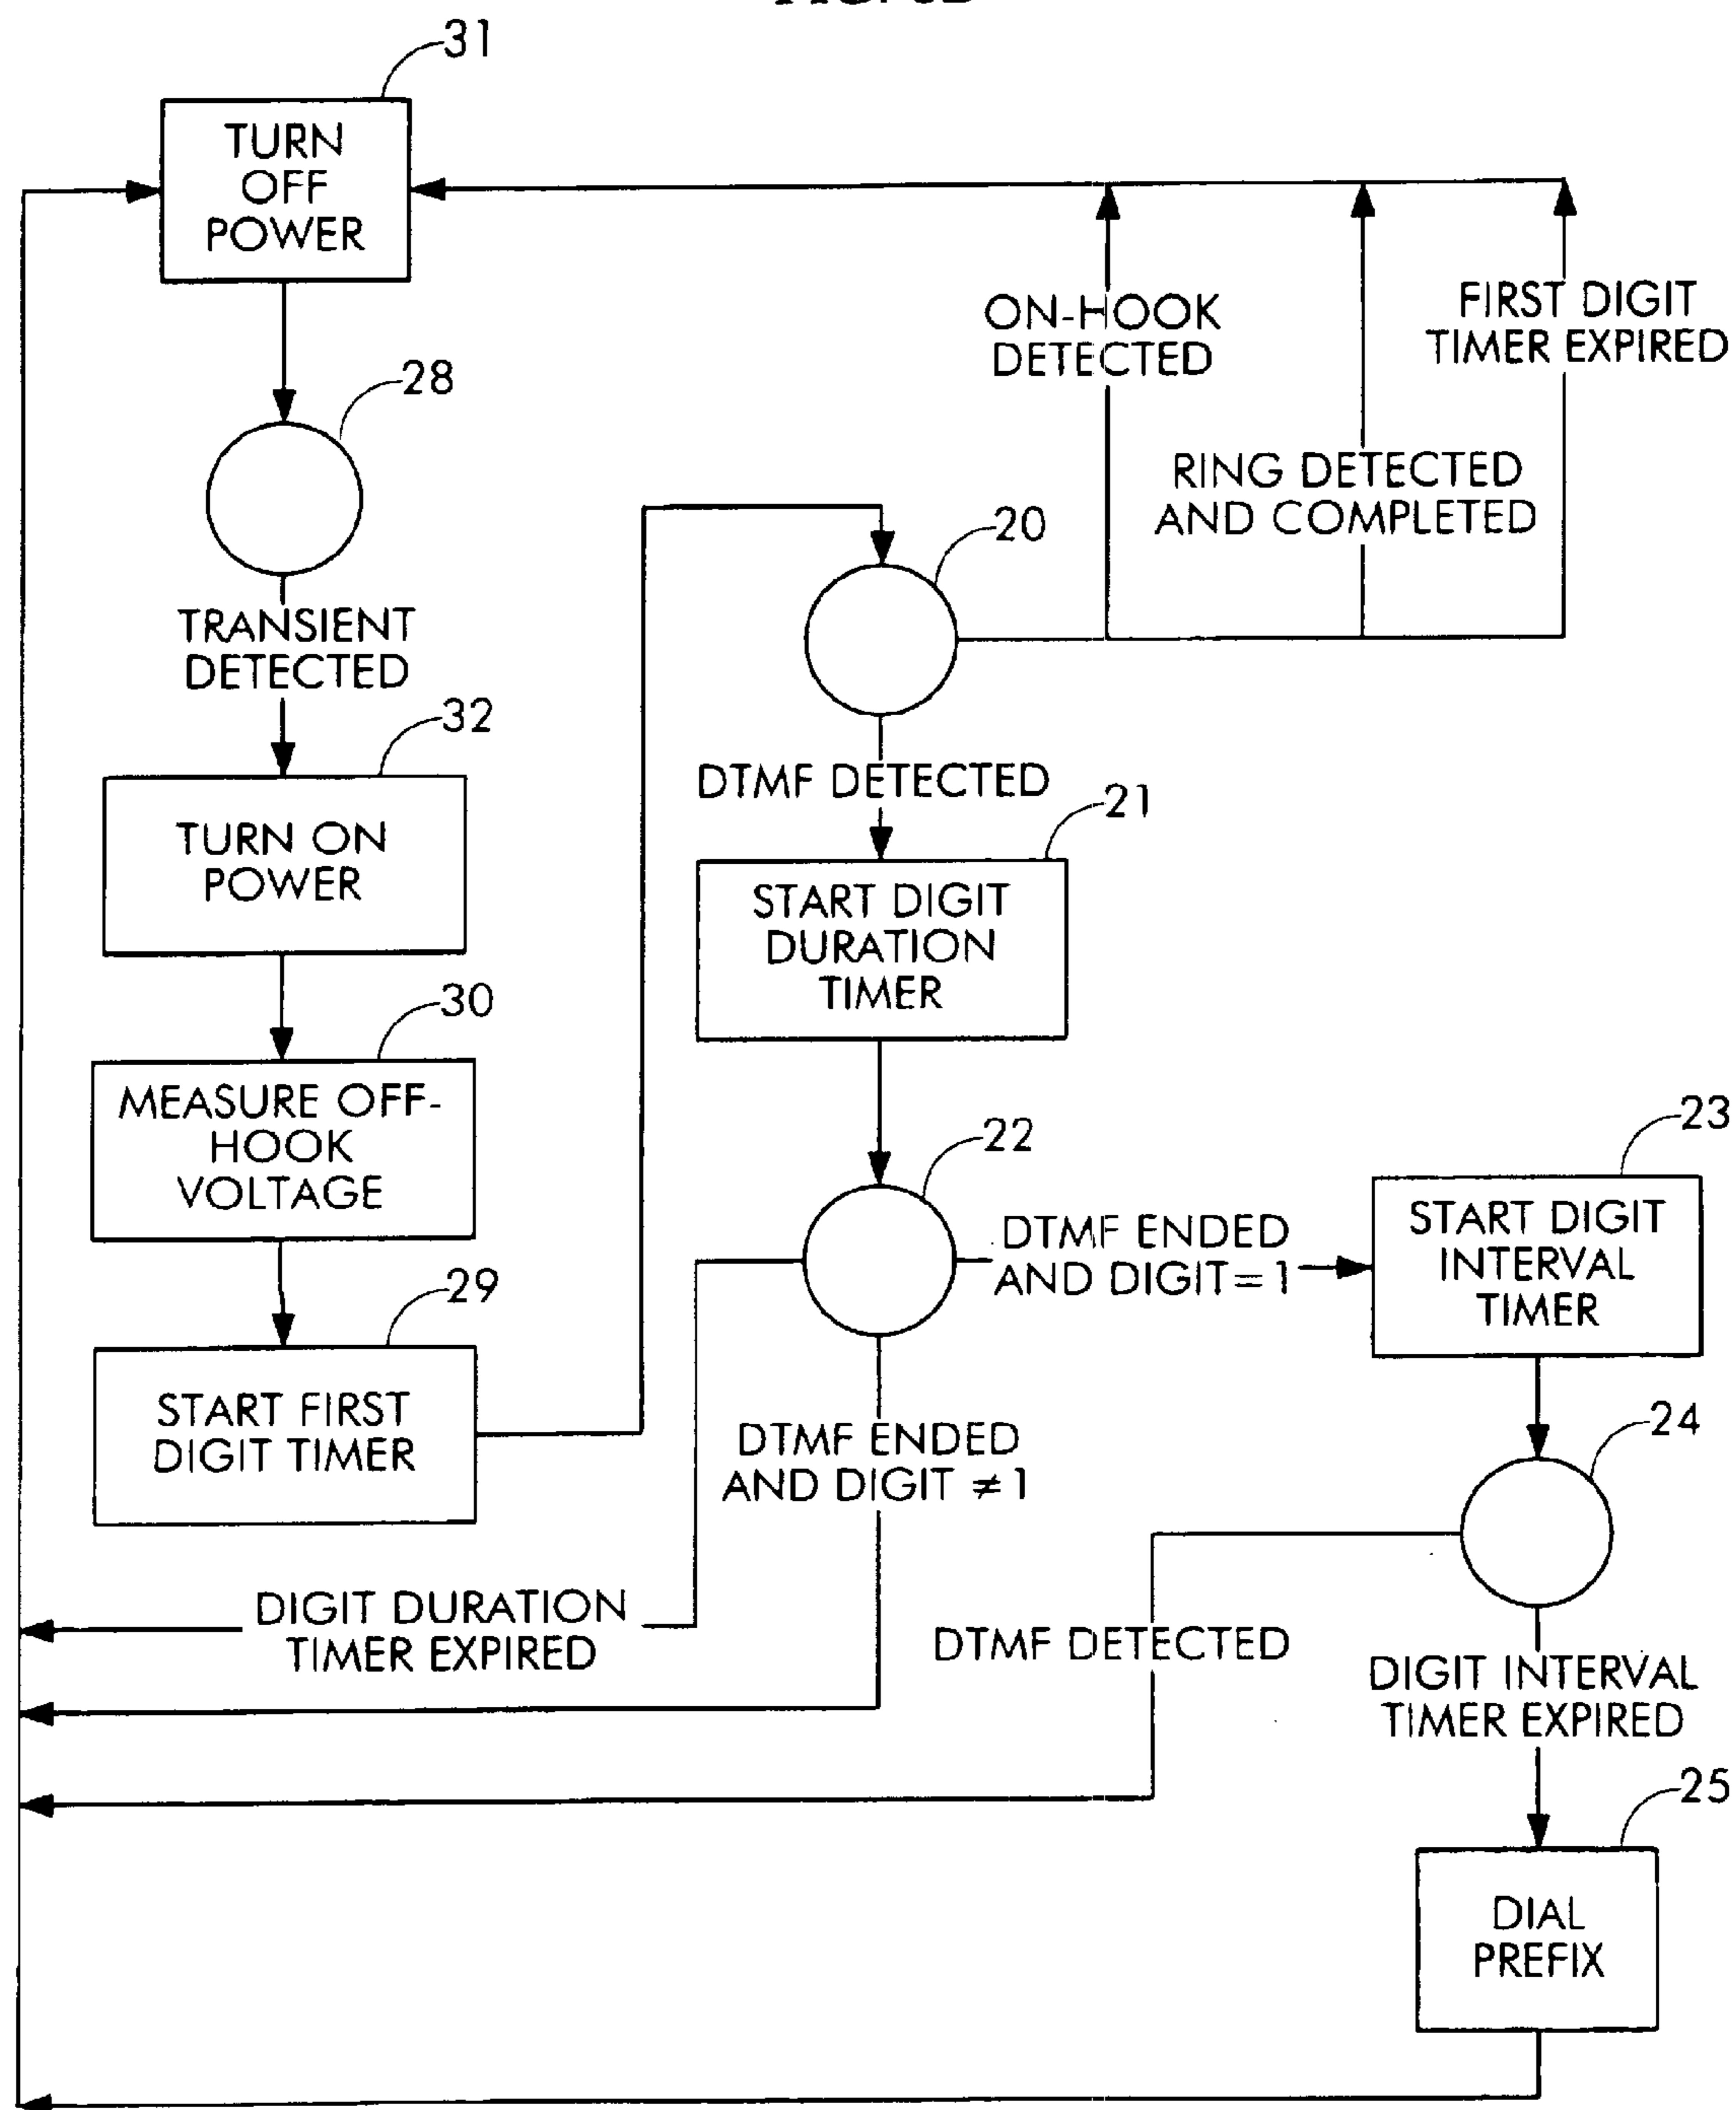 31
TURN
OFF
POWER
ON-HOOK
DETECTED
FIRST DIGIT
TIMER EXPIRED
28
RING DETECTED
AND COMPLETED
20
TRANSIENT
DETECTED
32
DTMF DETECTED
21
TURN ON
POWER
START DIGIT
DURATION
TIMER
30
MEASURE OFF-
HOOK
VOLTAGE
22
23
DTMF ENDED
AND DIGIT=1
START DIGIT
INTERVAL
TIMER
29
START FIRST
DIGIT TIMER
DTMF ENDED
AND DIGIT ≠ 1
24
DIGIT DURATION
TIMER EXPIRED
DTMF DETECTED
DIGIT INTERVAL
TIMER EXPIRED
25
DIAL
PREFIX